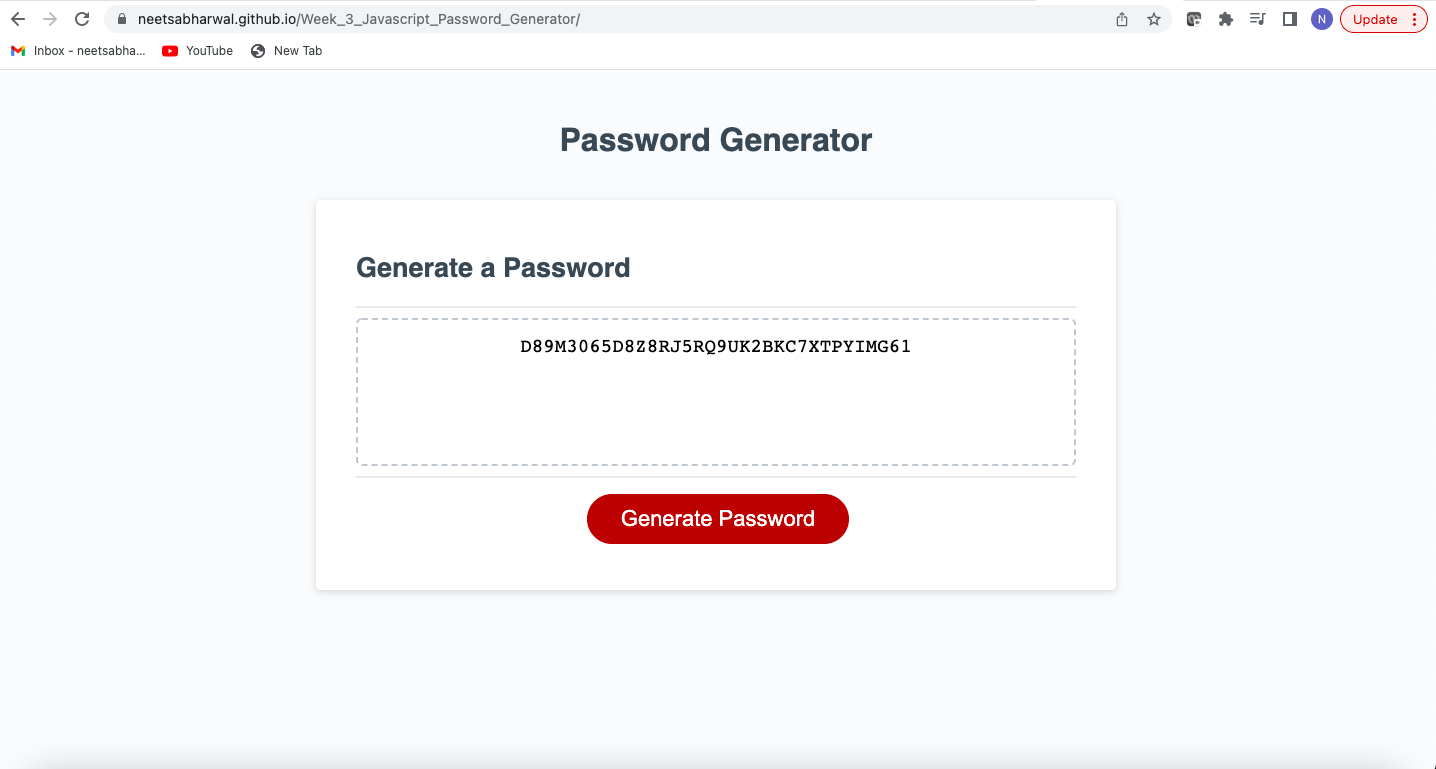 neetsabharwal.github.io/Week_3_Javascript_Password_Generator/
N
Update
Inbox - neetsabha...
YouTube
New Tab
Password Generator
Generate a Password
D89M3065D8Z8RJ5RQ9UK2BKC7XTPYIMG61
Generate Password